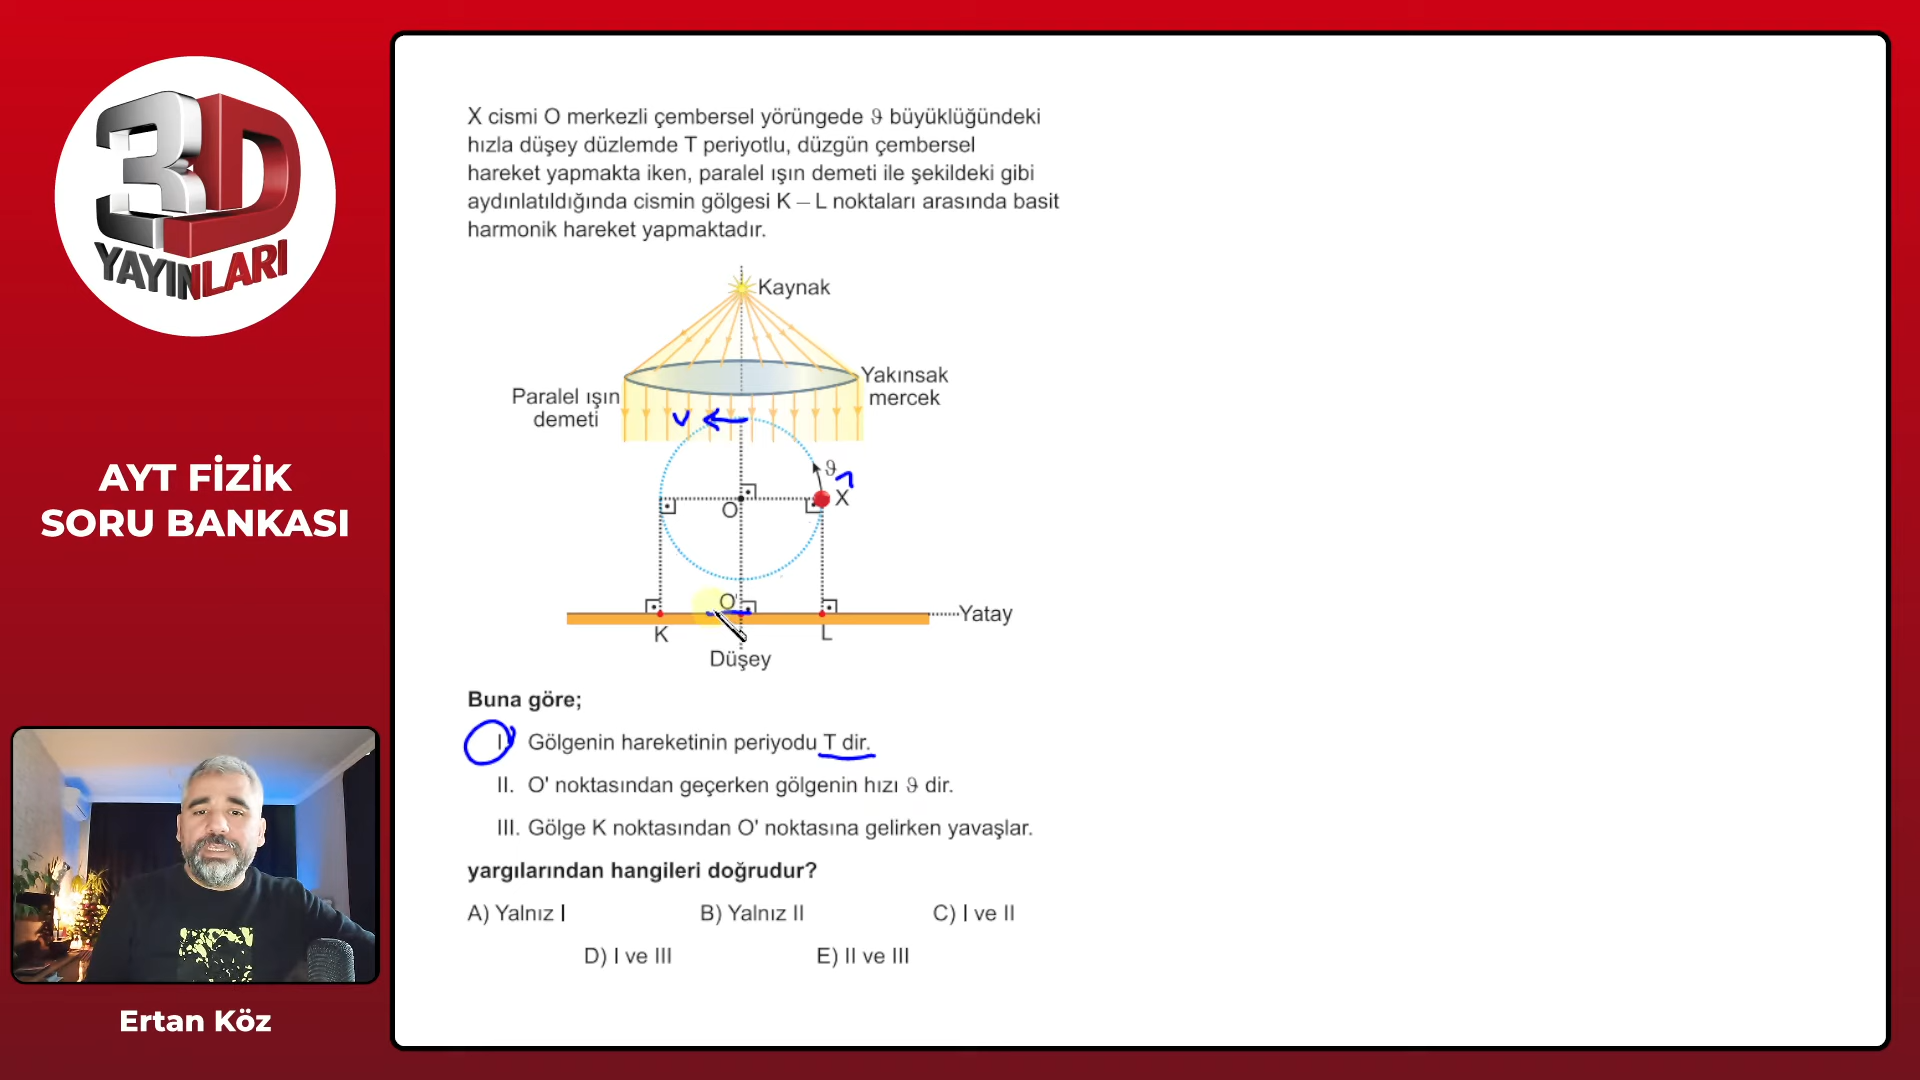 3D
YAYINLARI
AYT FİZİK
SORU BANKASI
Ertan Köz
X cismi O merkezli çembersel yörüngede ϑ büyüklüğündeki
hızla düşey düzlemde T periyotlu, düzgün çembersel
hareket yapmakta iken, paralel ışın demeti ile şekildeki gibi
aydınlatıldığında cismin gölgesi K – L noktaları arasında basit
harmonik hareket yapmaktadır.
Kaynak
Paralel ışın
demeti
Yakınsak
mercek
v
ϑ
X
O
O'
Yatay
K
L
Düşey
Buna göre;
I. Gölgenin hareketinin periyodu T dir.
II. O' noktasından geçerken gölgenin hızı ϑ dir.
III. Gölge K noktasından O' noktasına gelirken yavaşlar.
yargılarından hangileri doğrudur?
A) Yalnız I B) Yalnız II C) I ve II
D) I ve III E) II ve III